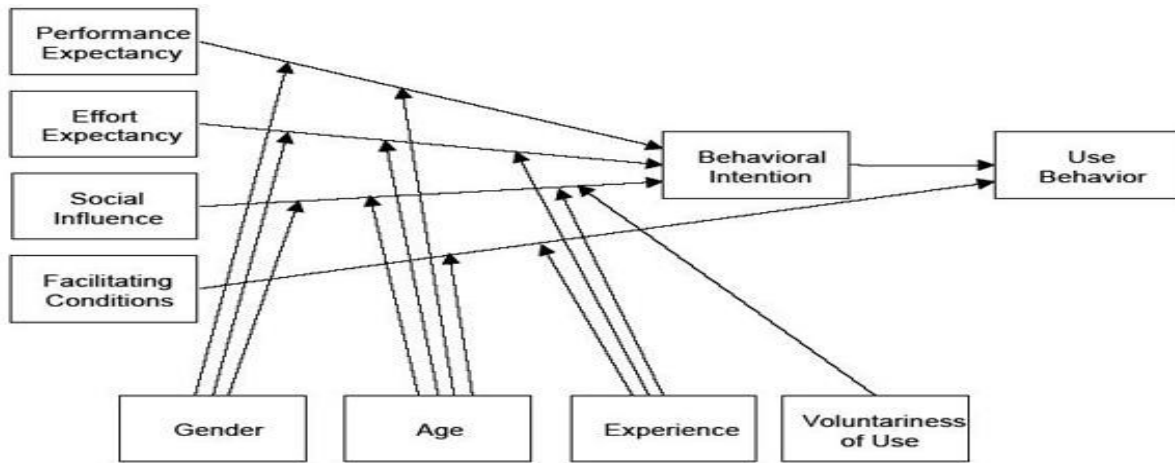 Performance
Expectancy
Effort
Expectancy
Social
Influence
Facilitating
Conditions
Behavioral
Intention
Use
Behavior
Gender
Age
Experience
Voluntariness
of Use